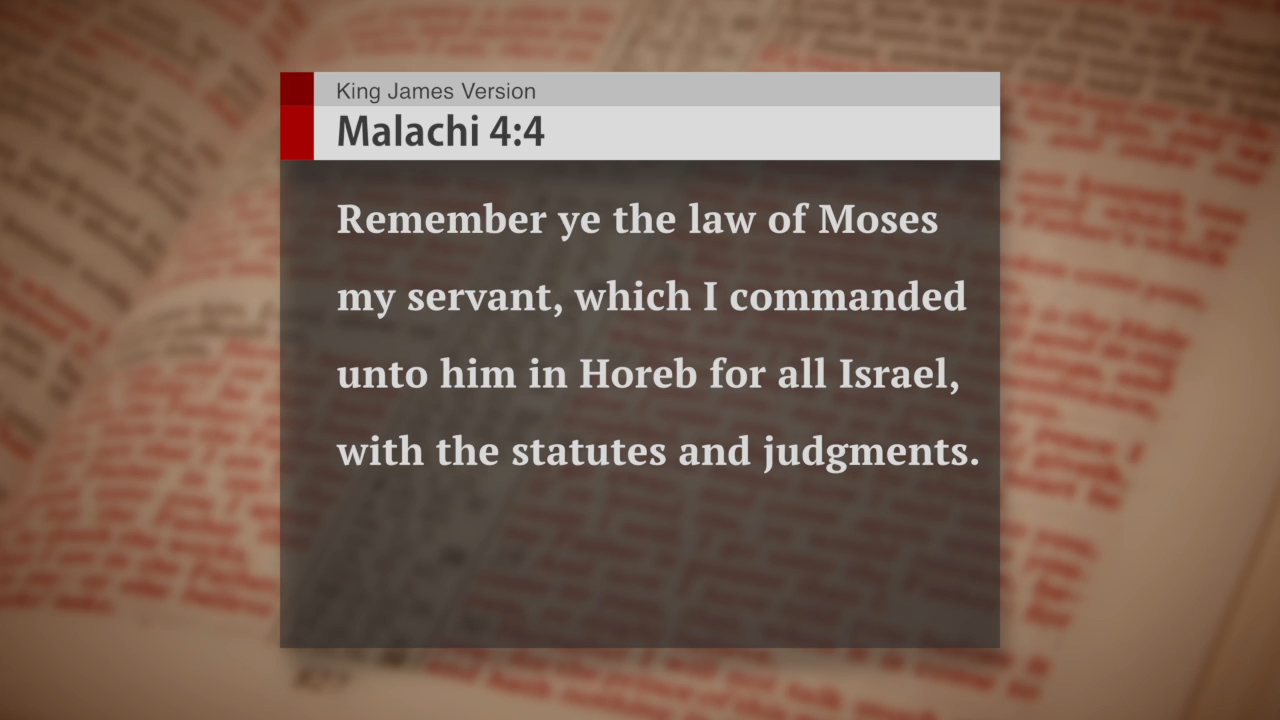 King James Version
Malachi 4:4
Remember ye the law of Moses
my servant, which I commanded
unto him in Horeb for all Israel,
with the statutes and judgments.